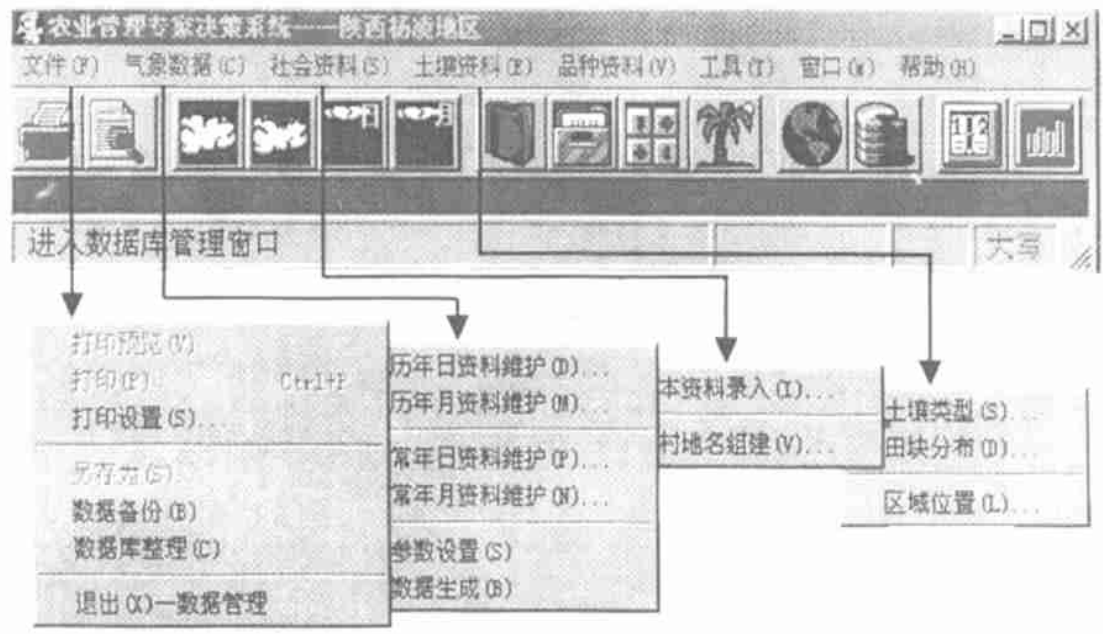 农业管理专家决策系统——陕西杨凌地区
文件(F) 气象数据(C) 社会资料(S) 土壤资料(E) 品种资料(V) 工具(T) 窗口(W) 帮助(H)
进入数据库管理窗口 大写
打印预览(V)
打印(P) Ctrl+P
打印设置(S)...
另存为(S)
数据备份(B)
数据库整理(C)
退出(X)—数据管理
历年日资料维护(D)...
历年月资料维护(M)...
常年日资料维护(P)...
常年月资料维护(N)...
参数设置(S)
数据生成(B)
本资料录入(I)...
村地名组建(V)...
土壤类型(S)...
田块分布(D)...
区域位置(L)...